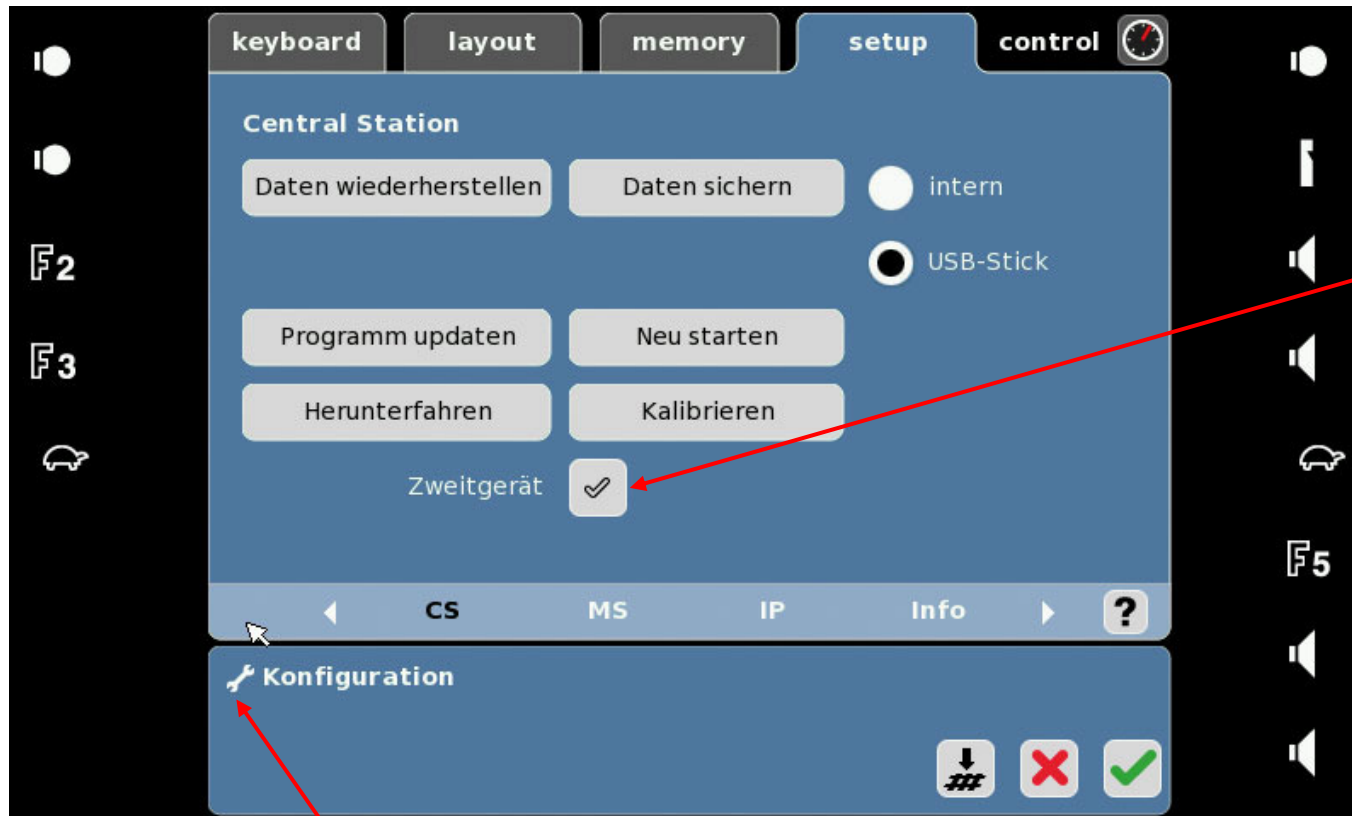 keyboard layout memory setup control
Central Station
Daten wiederherstellen Daten sichern intern
F2 USB-Stick
Programm updaten Neu starten
F3
Herunterfahren Kalibrieren
Zweitgerät
F5
CS MS IP Info ?
Konfiguration